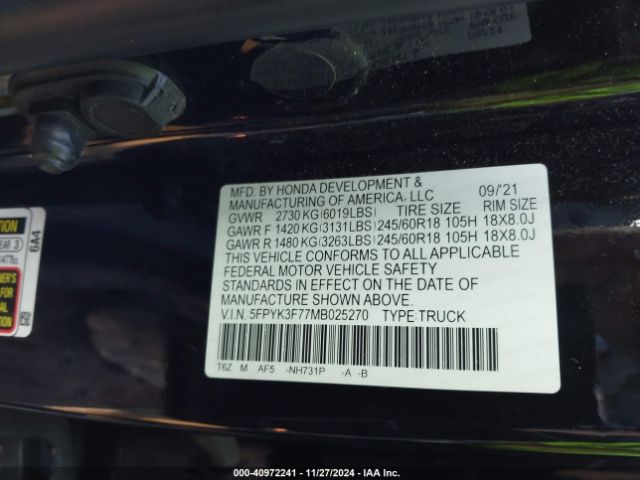 MFD. BY HONDA DEVELOPMENT &
MANUFACTURING OF AMERICA, LLC 09/'21
GVWR 2730 KG(6019LBS) TIRE SIZE RIM SIZE
GAWR F 1420 KG(3131LBS) 245/60R18 105H 18X8.0J
GAWR R 1480 KG(3263LBS) 245/60R18 105H 18X8.0J
THIS VEHICLE CONFORMS TO ALL APPLICABLE
FEDERAL MOTOR VEHICLE SAFETY
STANDARDS IN EFFECT ON THE DATE OF
MANUFACTURE SHOWN ABOVE.
V.I.N.:5FPYK3F77MB025270 TYPE:TRUCK
T6Z M AF5 -NH731P -A -B
6A4
000-40972241 - 11/27/2024 - IAA Inc.